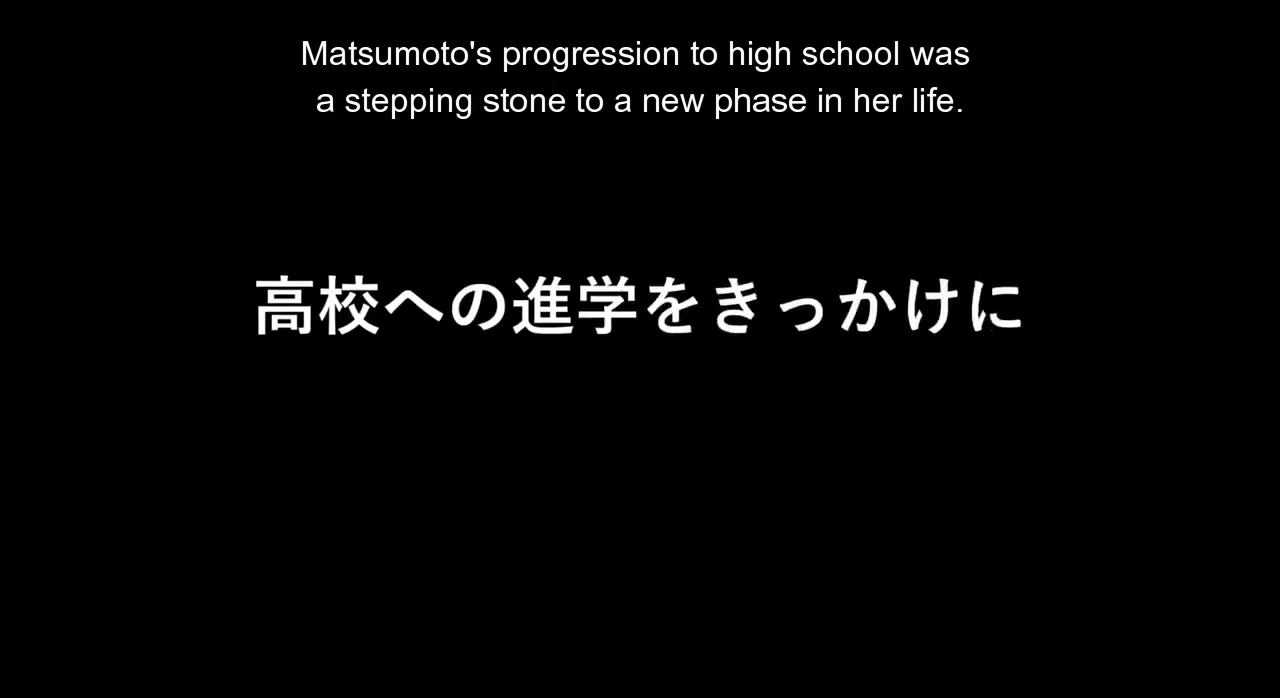 Matsumoto's progression to high school was
a stepping stone to a new phase in her life.
高校への進学をきっかけに